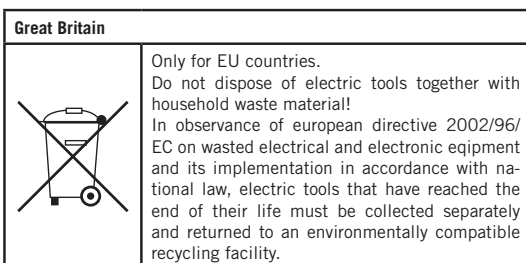 Great Britain
Only for EU countries.
Do not dispose of electric tools together with
household waste material!
In observance of european directive 2002/96/
EC on wasted electrical and electronic eqipment
and its implementation in accordance with na-
tional law, electric tools that have reached the
end of their life must be collected separately
and returned to an environmentally compatible
recycling facility.